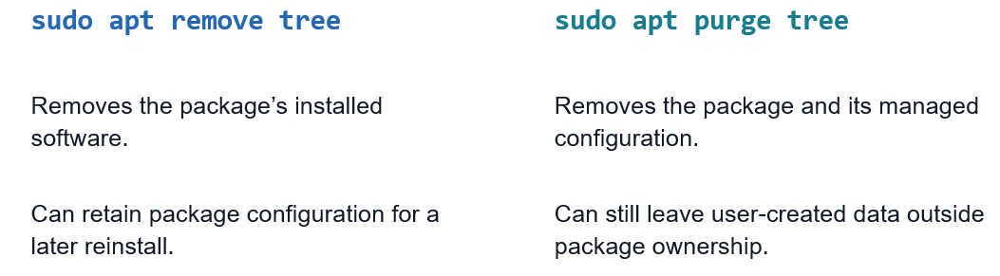 sudo apt remove tree
Removes the package’s installed
software.
Can retain package configuration for a
later reinstall.
sudo apt purge tree
Removes the package and its managed
configuration.
Can still leave user-created data outside
package ownership.